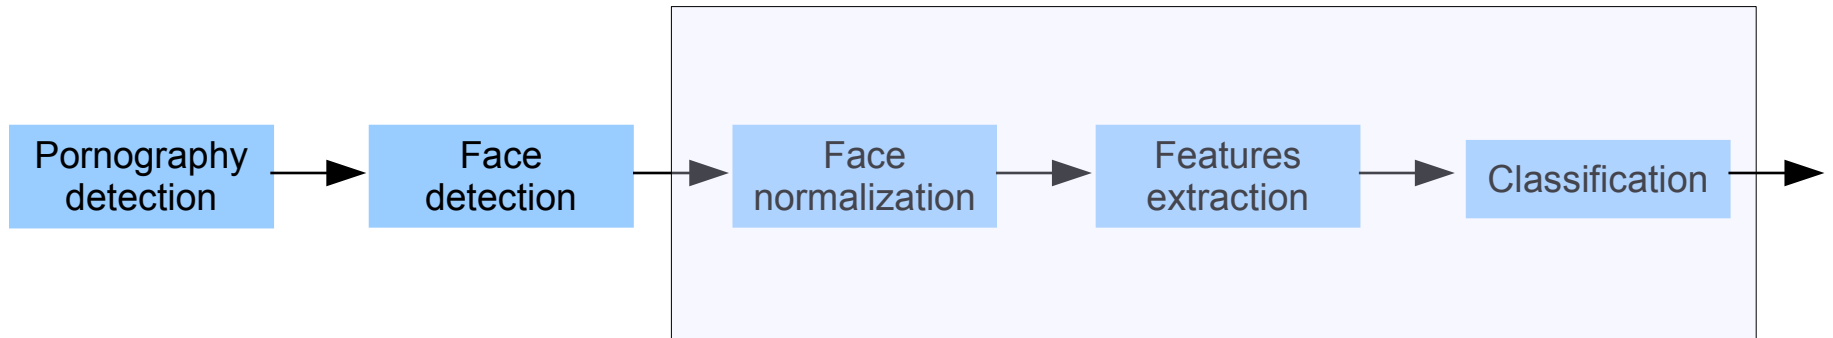 Pornography
detection
Face
detection
Face
normalization
Features
extraction
Classification